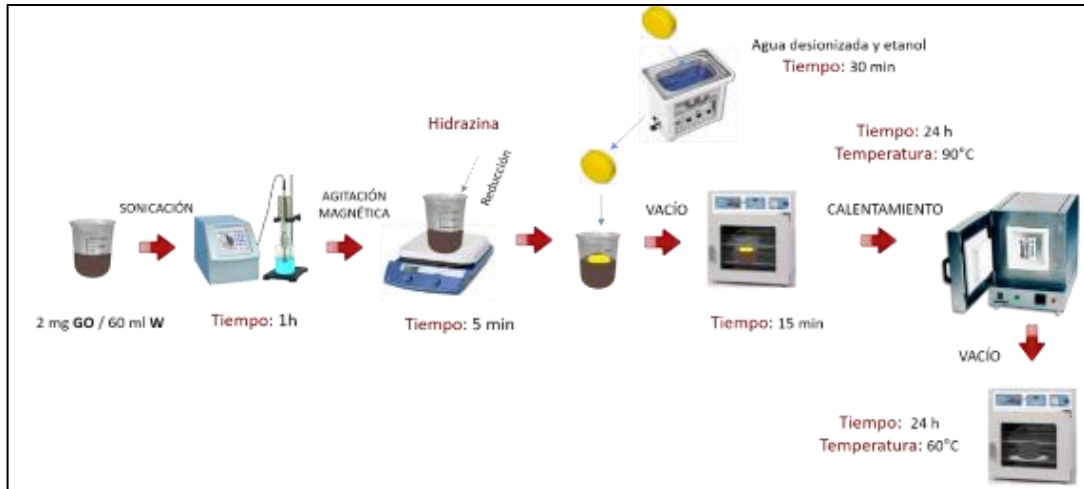 Agua desionizada y etanol
Tiempo: 30 min
Hidrazina
Reducción
Tiempo: 24 h
Temperatura: 90°C
SONICACIÓN
AGITACIÓN
MAGNÉTICA
VACÍO
CALENTAMIENTO
2 mg GO / 60 ml W
Tiempo: 1h
Tiempo: 5 min
Tiempo: 15 min
VACÍO
Tiempo: 24 h
Temperatura: 60°C